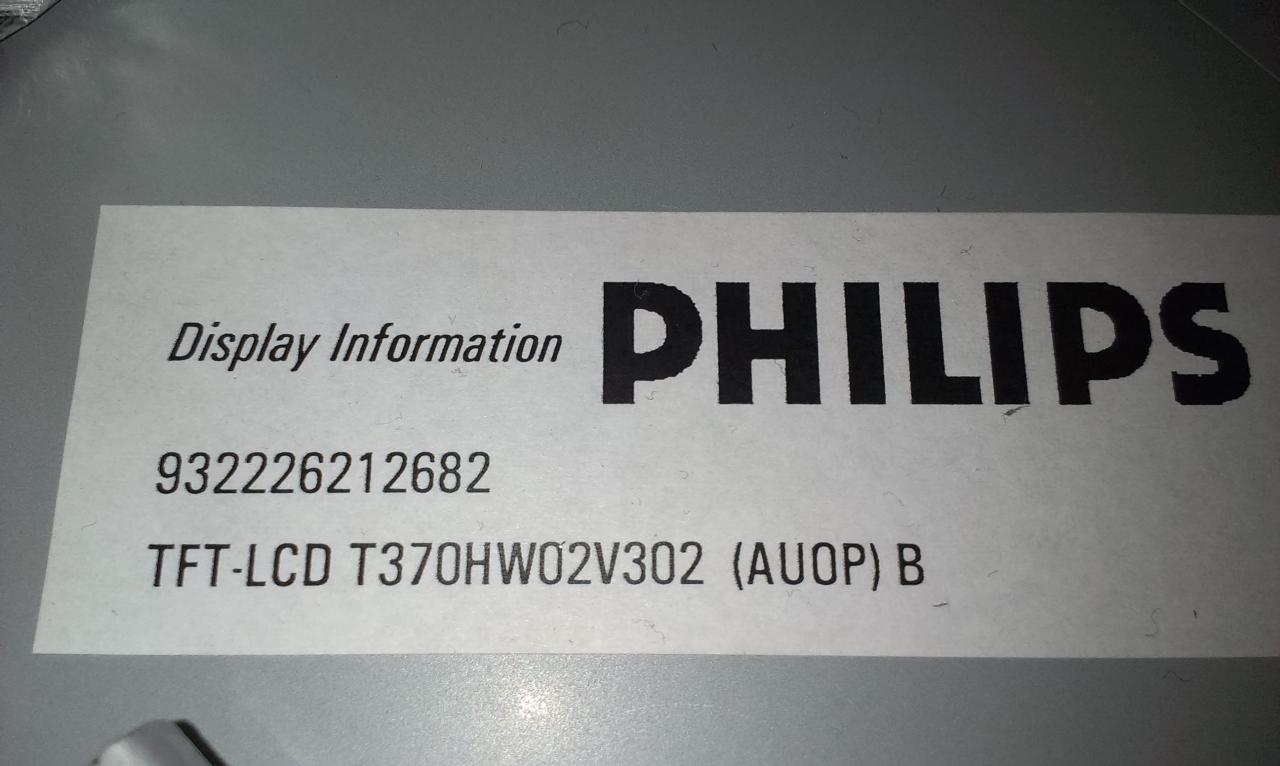 Display Information PHILIPS
932226212682
TFT-LCD T370HW02V302 (AUOP) B